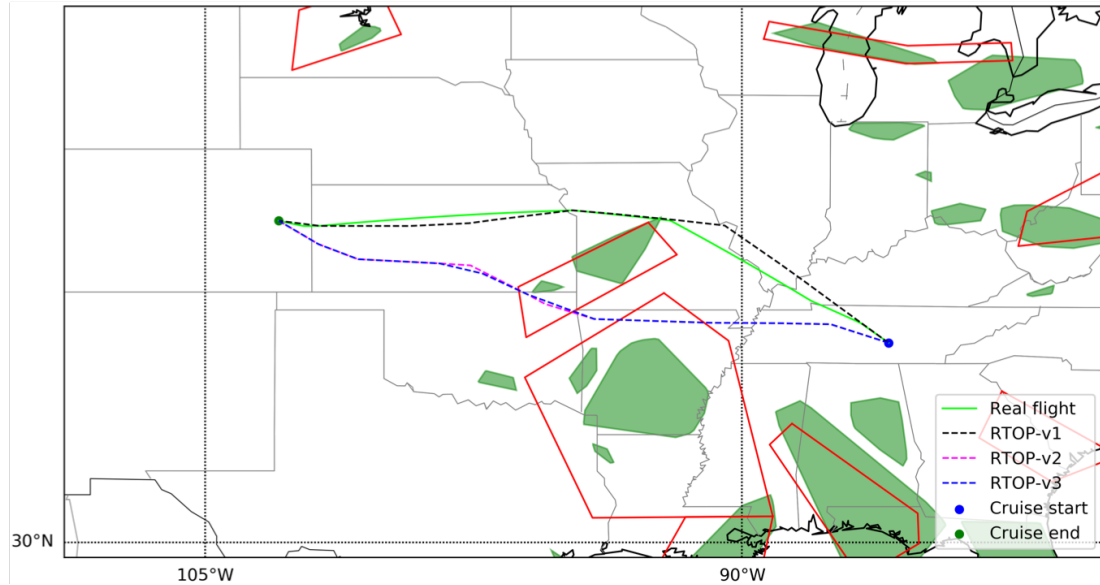 Real flight
RTOP-v1
RTOP-v2
RTOP-v3
Cruise start
Cruise end
30°N
105°W
90°W